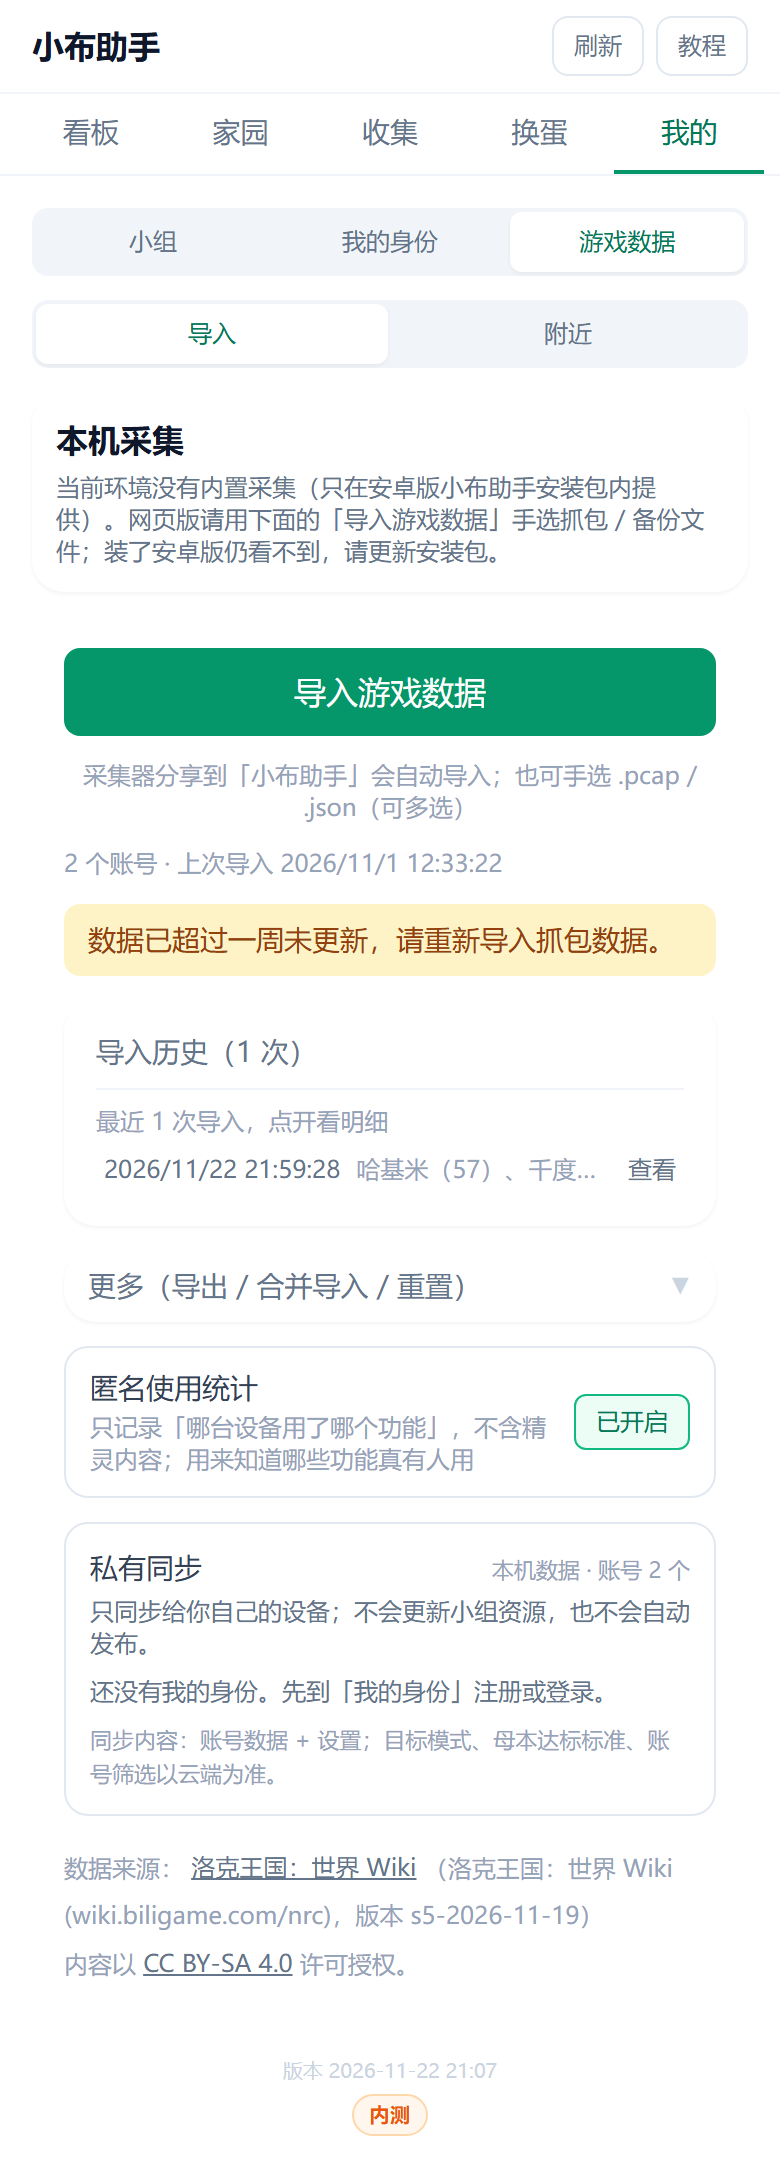 小布助手
刷新
教程
看板
家园
收集
换蛋
我的
小组
我的身份
游戏数据
导入
附近
本机采集
当前环境没有内置采集（只在安卓版小布助手安装包内提
供）。网页版请用下面的「导入游戏数据」手选抓包 / 备份文
件；装了安卓版仍看不到，请更新安装包。
导入游戏数据
采集器分享到「小布助手」会自动导入；也可手选 .pcap /
.json（可多选）
2 个账号 · 上次导入 2026/11/1 12:33:22
数据已超过一周未更新，请重新导入抓包数据。
导入历史（1 次）
最近 1 次导入，点开看明细
2026/11/22 21:59:28 哈基米（57）、千度... 查看
更多（导出 / 合并导入 / 重置） ▼
匿名使用统计
只记录「哪台设备用了哪个功能」，不含精
灵内容；用来知道哪些功能真有人用
已开启
私有同步
本机数据 · 账号 2 个
只同步给你自己的设备；不会更新小组资源，也不会自动
发布。
还没有我的身份。先到「我的身份」注册或登录。
同步内容：账号数据 + 设置；目标模式、母本达标标准、账
号筛选以云端为准。
数据来源： 洛克王国：世界 Wiki （洛克王国：世界 Wiki
(wiki.biligame.com/nrc)，版本 s5-2026-11-19）
内容以 CC BY-SA 4.0 许可授权。
版本 2026-11-22 21:07
内测